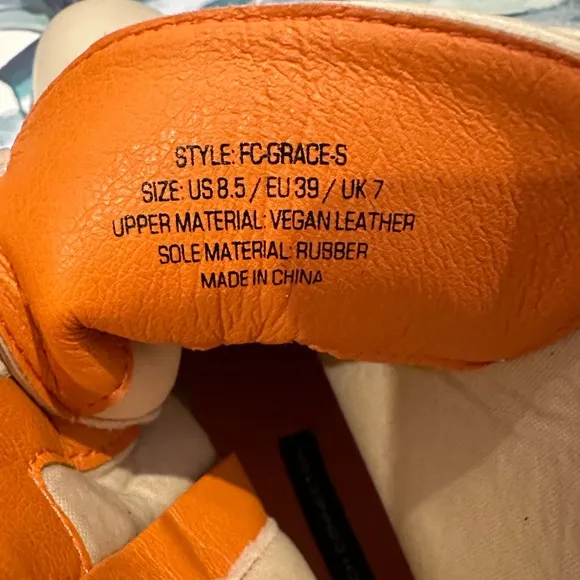 STYLE: FC-GRACE-S
SIZE: US 8.5 / EU 39 / UK 7
UPPER MATERIAL: VEGAN LEATHER
SOLE MATERIAL: RUBBER
MADE IN CHINA